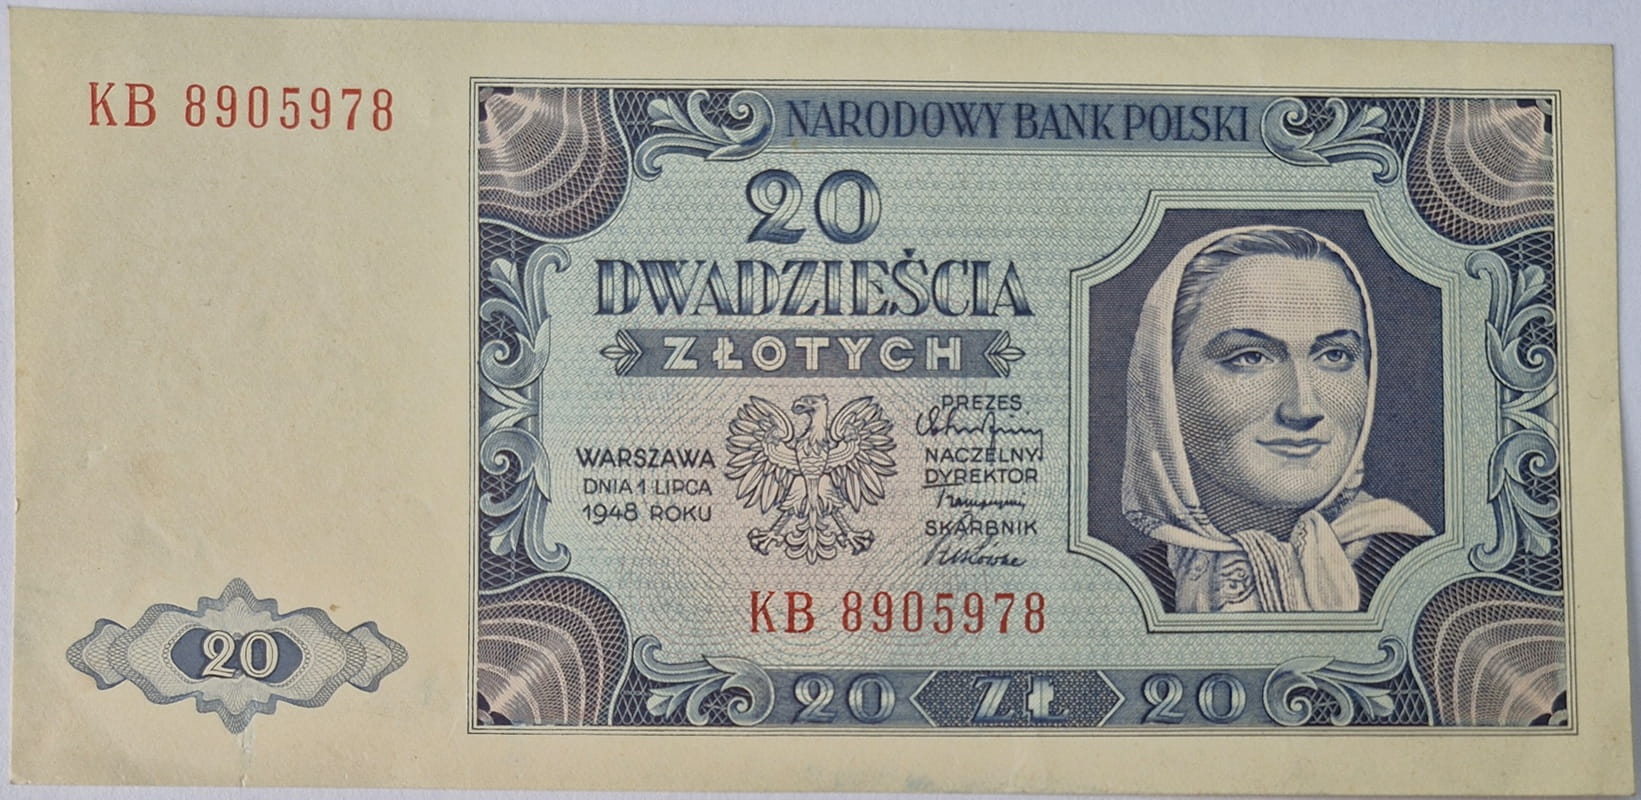 KB 8905978
NARODOWY BANK POLSKI
20
DWADZIEŚCIA
ZŁOTYCH
WARSZAWA
DNIA 1 LIPCA
1948 ROKU
PREZES
NACZELNY
DYREKTOR
SKARBNIK
KB 8905978
20
20 ZŁ 20